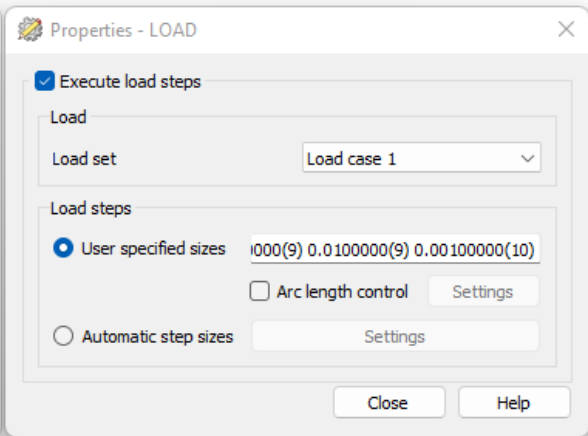 Properties - LOAD
Execute load steps
Load
Load set Load case 1
Load steps
User specified sizes 000(9) 0.0100000(9) 0.00100000(10)
Arc length control Settings
Automatic step sizes Settings
Close Help